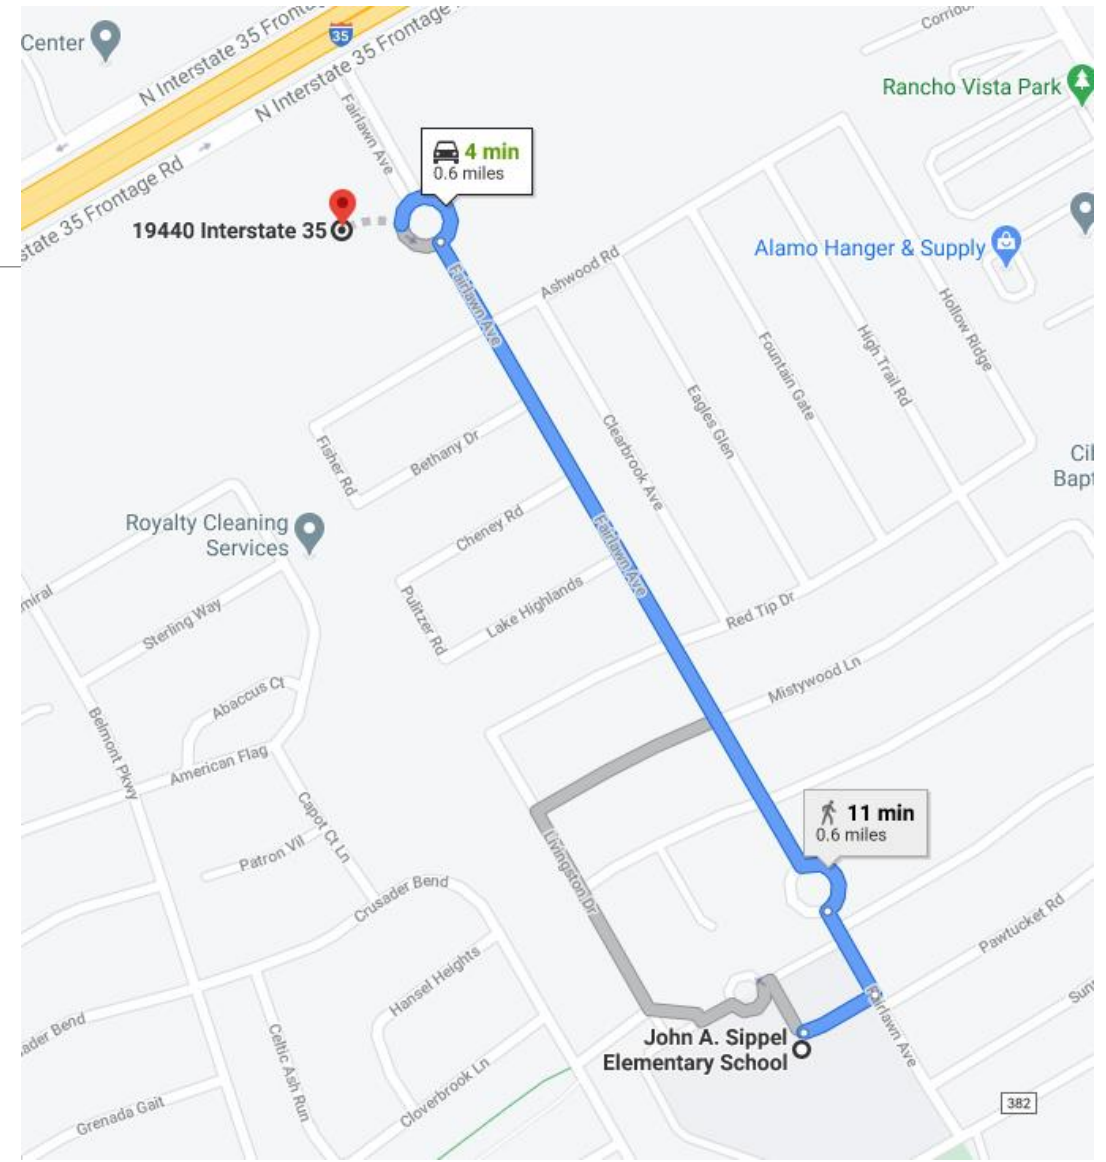 Center
N Interstate 35
35
N Interstate 35 Frontage
Interstate 35 Frontage Rd
Fairlawn Ave
4 min
0.6 miles
19440 Interstate 35
Rancho Vista Park
Alamo Hanger & Supply
Ashwood Rd
Fairlawn Ave
Hollow Ridge
High Trail Rd
Fountain Gate
Eagles Glen
Clearbrook Ave
Fisher Rd
Bethany Dr
Cheney Rd
Royalty Cleaning
Services
Fairlawn Ave
Pulitzer Rd
Lake Highlands
Red Tip Dr
Sterling Way
Mistywood Ln
Abaccus Ct
Belmont Pkwy
American Flag
Capot Ct Ln
Patron Vil
11 min
0.6 miles
Livingston Dr
Crusader Bend
Pawtucket Rd
Hansel Heights
John A. Sippel
Elementary School
Fairlawn Ave
Celtic Ash Run
Cloverbrook Ln
Grenada Gait
382